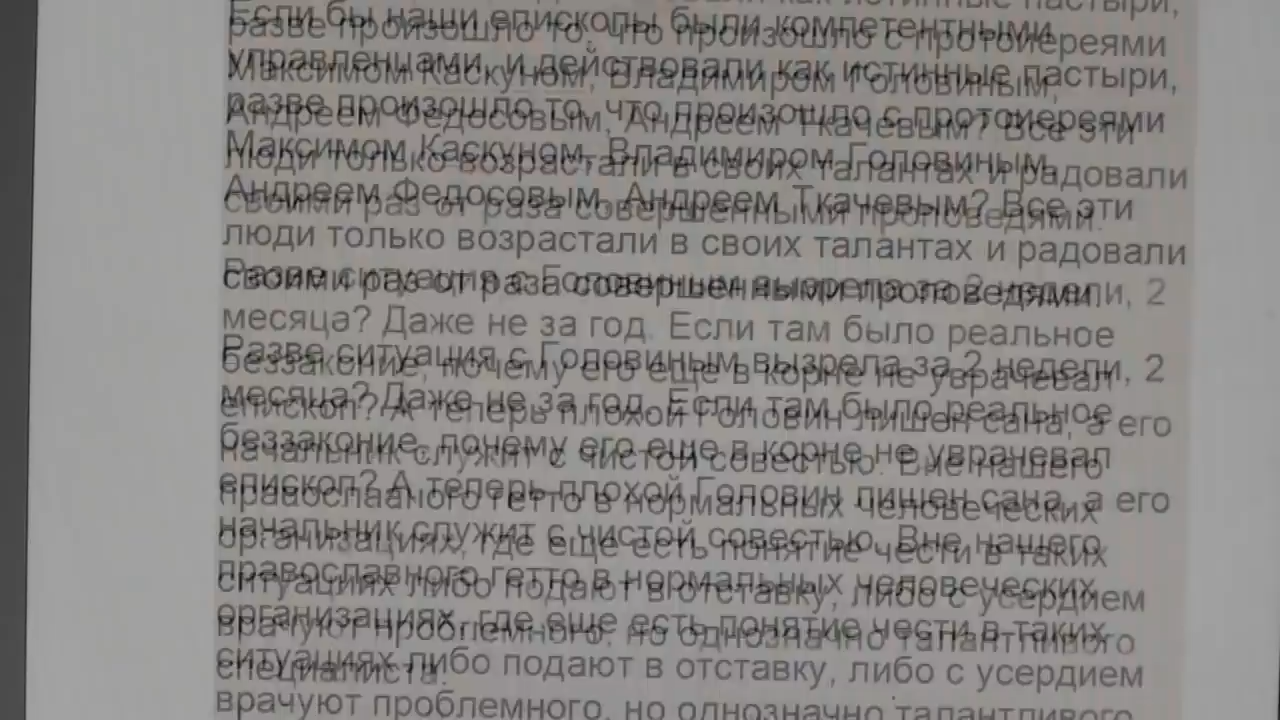 Если бы наши епископы были компетентными
управленцами, и действовали как истинные пастыри,
разве произошло то, что произошло с протоиереями
Максимом Каскуном, Владимиром Головиным,
Андреем Федосовым, Андреем Ткачевым? Все эти
люди только возрастали в своих талантах и радовали
своими раз от раза совершенными проповедями.
Разве ситуация с Головиным вызрела за 2 недели, 2
месяца? Даже не за год. Если там было реальное
беззаконие, почему его еще в корне не уврачевал
епископ? А теперь плохой Головин лишен сана, а его
начальник служит с чистой совестью. Вне нашего
православного гетто в нормальных человеческих
организациях, где еще есть понятие чести в таких
ситуациях либо подают в отставку, либо с усердием
врачуют проблемного, но однозначно талантливого
специалиста.